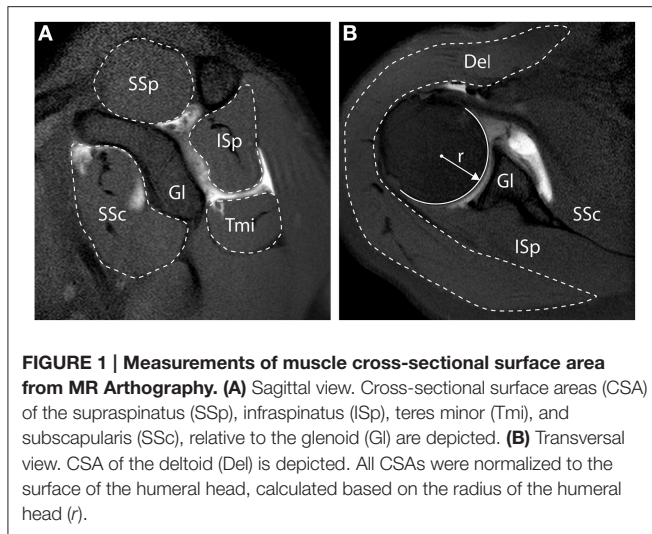 A
SSp
ISp
Gl
SSc
Tmi
B
Del
r
Gl
SSc
ISp
FIGURE 1 | Measurements of muscle cross-sectional surface area
from MR Arthography. (A) Sagittal view. Cross-sectional surface areas (CSA)
of the supraspinatus (SSp), infraspinatus (ISp), teres minor (Tmi), and
subscapularis (SSc), relative to the glenoid (Gl) are depicted. (B) Transversal
view. CSA of the deltoid (Del) is depicted. All CSAs were normalized to the
surface of the humeral head, calculated based on the radius of the humeral
head (r).